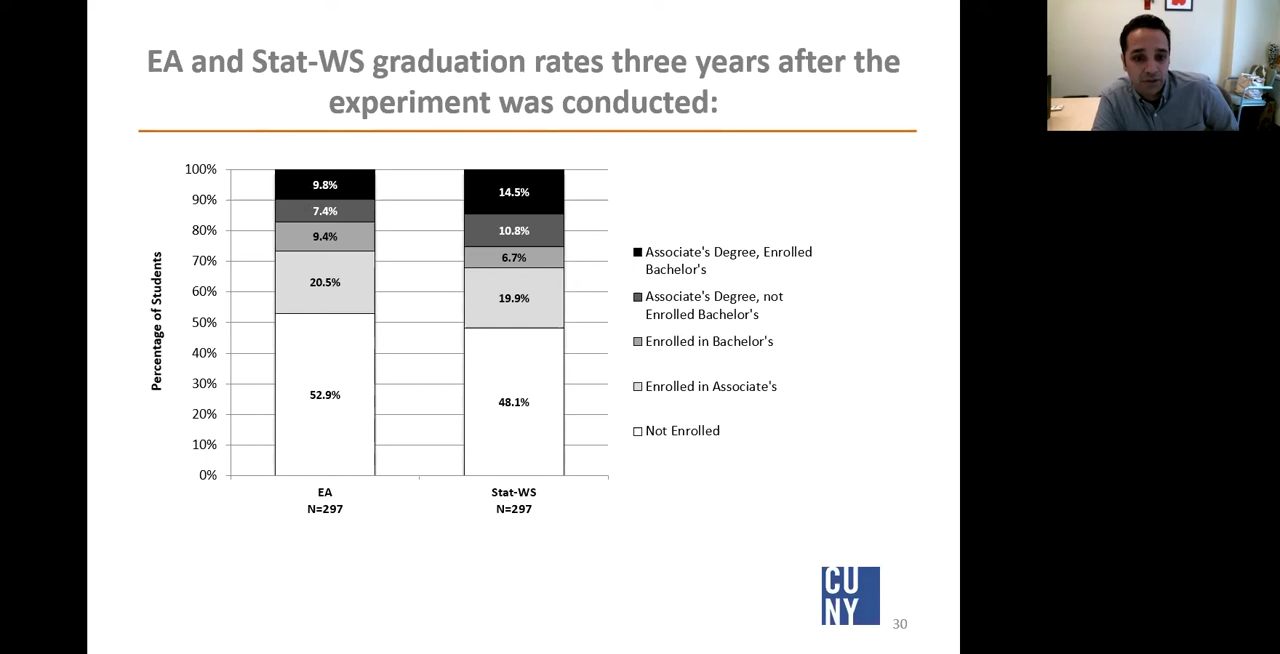 EA and Stat-WS graduation rates three years after the
experiment was conducted:
Percentage of Students
100%
90%
80%
70%
60%
50%
40%
30%
20%
10%
0%
9.8%
7.4%
9.4%
20.5%
52.9%
14.5%
10.8%
6.7%
19.9%
48.1%
EA
N=297
Stat-WS
N=297
Associate's Degree, Enrolled
Bachelor's
Associate's Degree, not
Enrolled Bachelor's
Enrolled in Bachelor's
Enrolled in Associate's
Not Enrolled
CU
NY
30